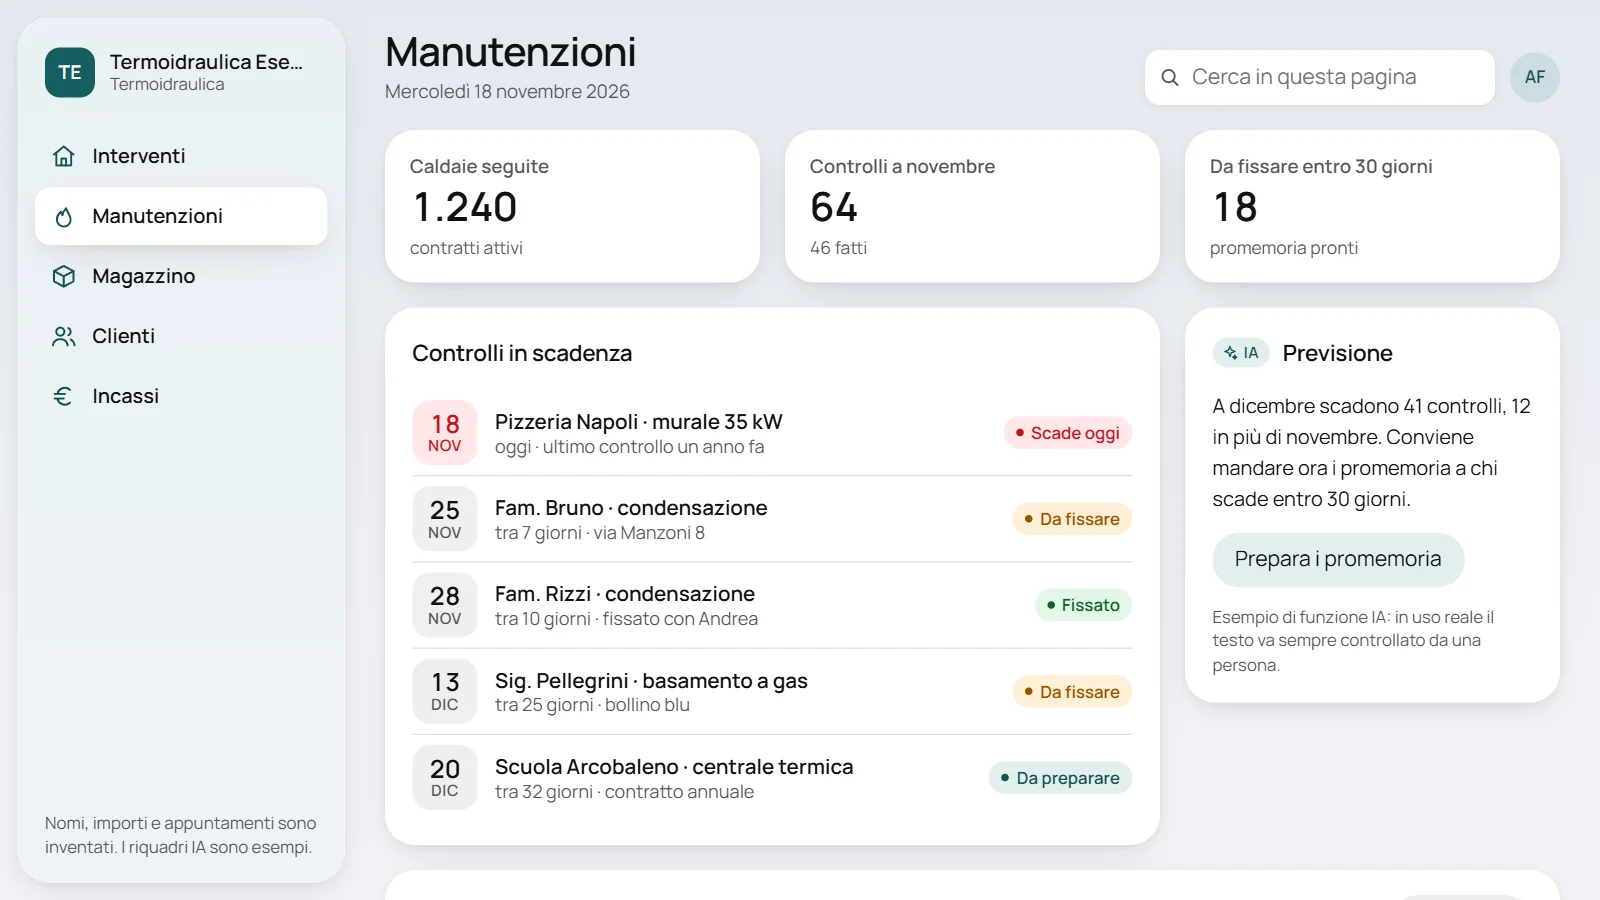 TE
Termoidraulica Ese...
Termoidraulica
Interventi
Manutenzioni
Magazzino
Clienti
Incassi
Nomi, importi e appuntamenti sono
inventati. I riquadri IA sono esempi.
Manutenzioni
Mercoledì 18 novembre 2026
Cerca in questa pagina
AF
Caldaie seguite
1.240
contratti attivi
Controlli a novembre
64
46 fatti
Da fissare entro 30 giorni
18
promemoria pronti
Controlli in scadenza
18
NOV
Pizzeria Napoli · murale 35 kW
oggi · ultimo controllo un anno fa
Scade oggi
25
NOV
Fam. Bruno · condensazione
tra 7 giorni · via Manzoni 8
Da fissare
28
NOV
Fam. Rizzi · condensazione
tra 10 giorni · fissato con Andrea
Fissato
13
DIC
Sig. Pellegrini · basamento a gas
tra 25 giorni · bollino blu
Da fissare
20
DIC
Scuola Arcobaleno · centrale termica
tra 32 giorni · contratto annuale
Da preparare
IA
Previsione
A dicembre scadono 41 controlli, 12
in più di novembre. Conviene
mandare ora i promemoria a chi
scade entro 30 giorni.
Prepara i promemoria
Esempio di funzione IA: in uso reale il
testo va sempre controllato da una
persona.